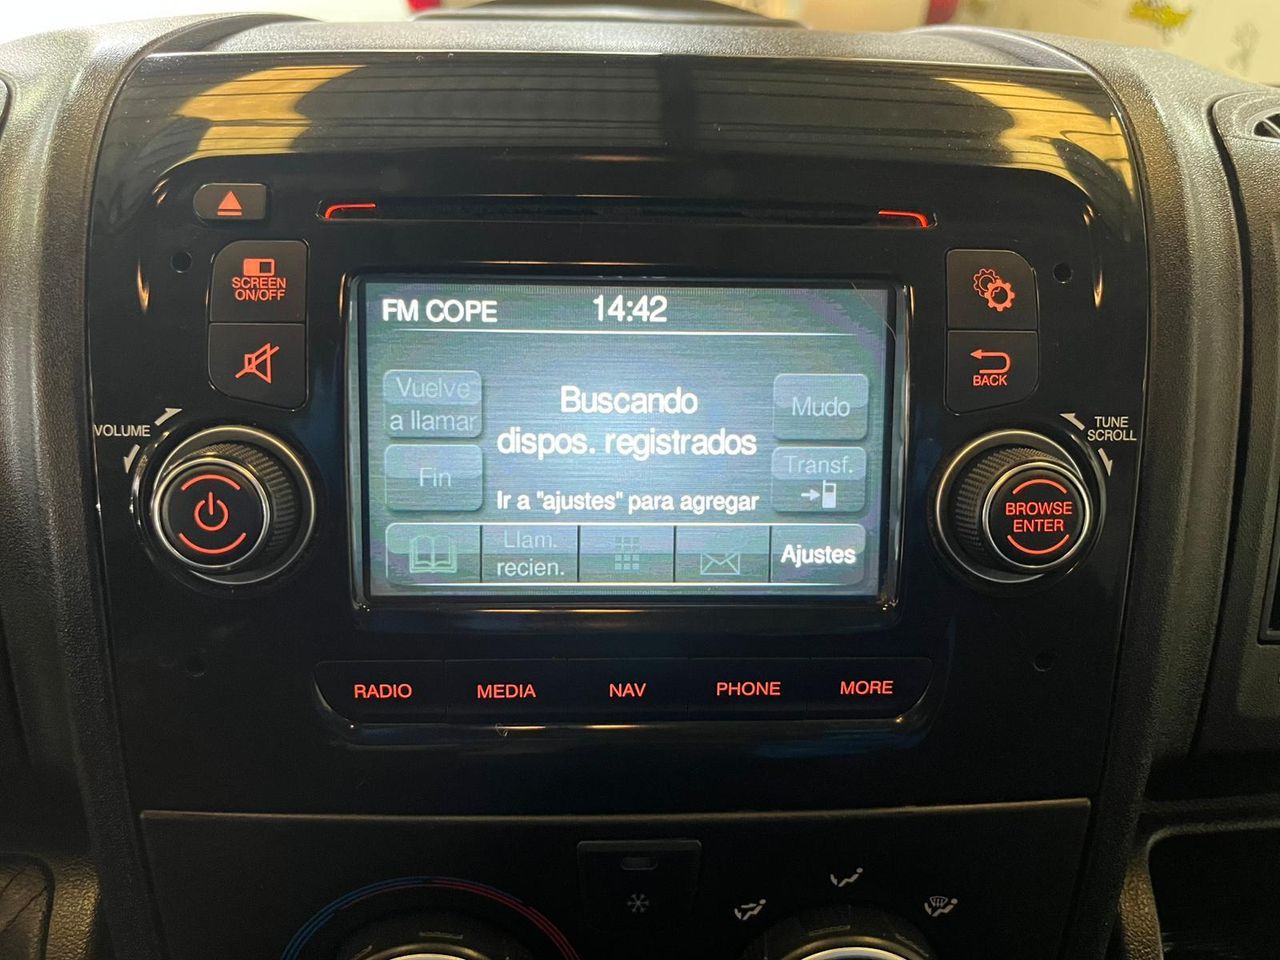 SCREEN
ON/OFF
VOLUME
FM COPE
14:42
Vuelve
a llamar
Fin
Buscando
dispos. registrados
Ir a "ajustes" para agregar
Mudo
Transf.
Llam.
recien.
Ajustes
BACK
TUNE
SCROLL
BROWSE
ENTER
RADIO
MEDIA
NAV
PHONE
MORE